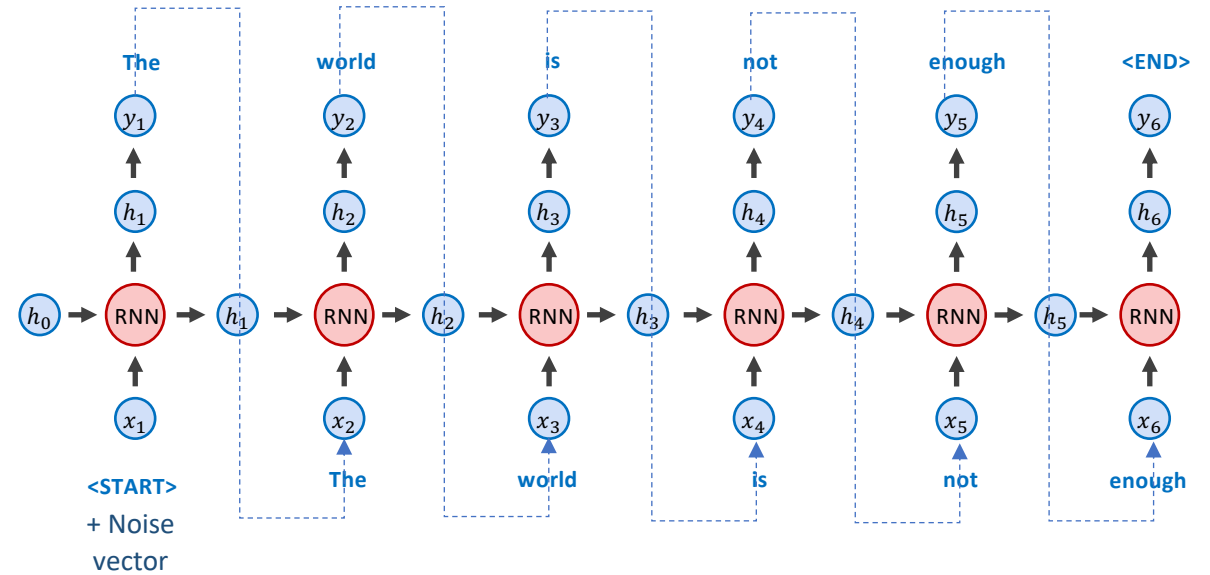 The world is not enough <END>
y₁ y₂ y₃ y₄ y₅ y₆
h₁ h₂ h₃ h₄ h₅ h₆
h₀ RNN h₁ RNN h₂ RNN h₃ RNN h₄ RNN h₅ RNN
x₁ x₂ x₃ x₄ x₅ x₆
<START> The world is not enough
+ Noise
vector